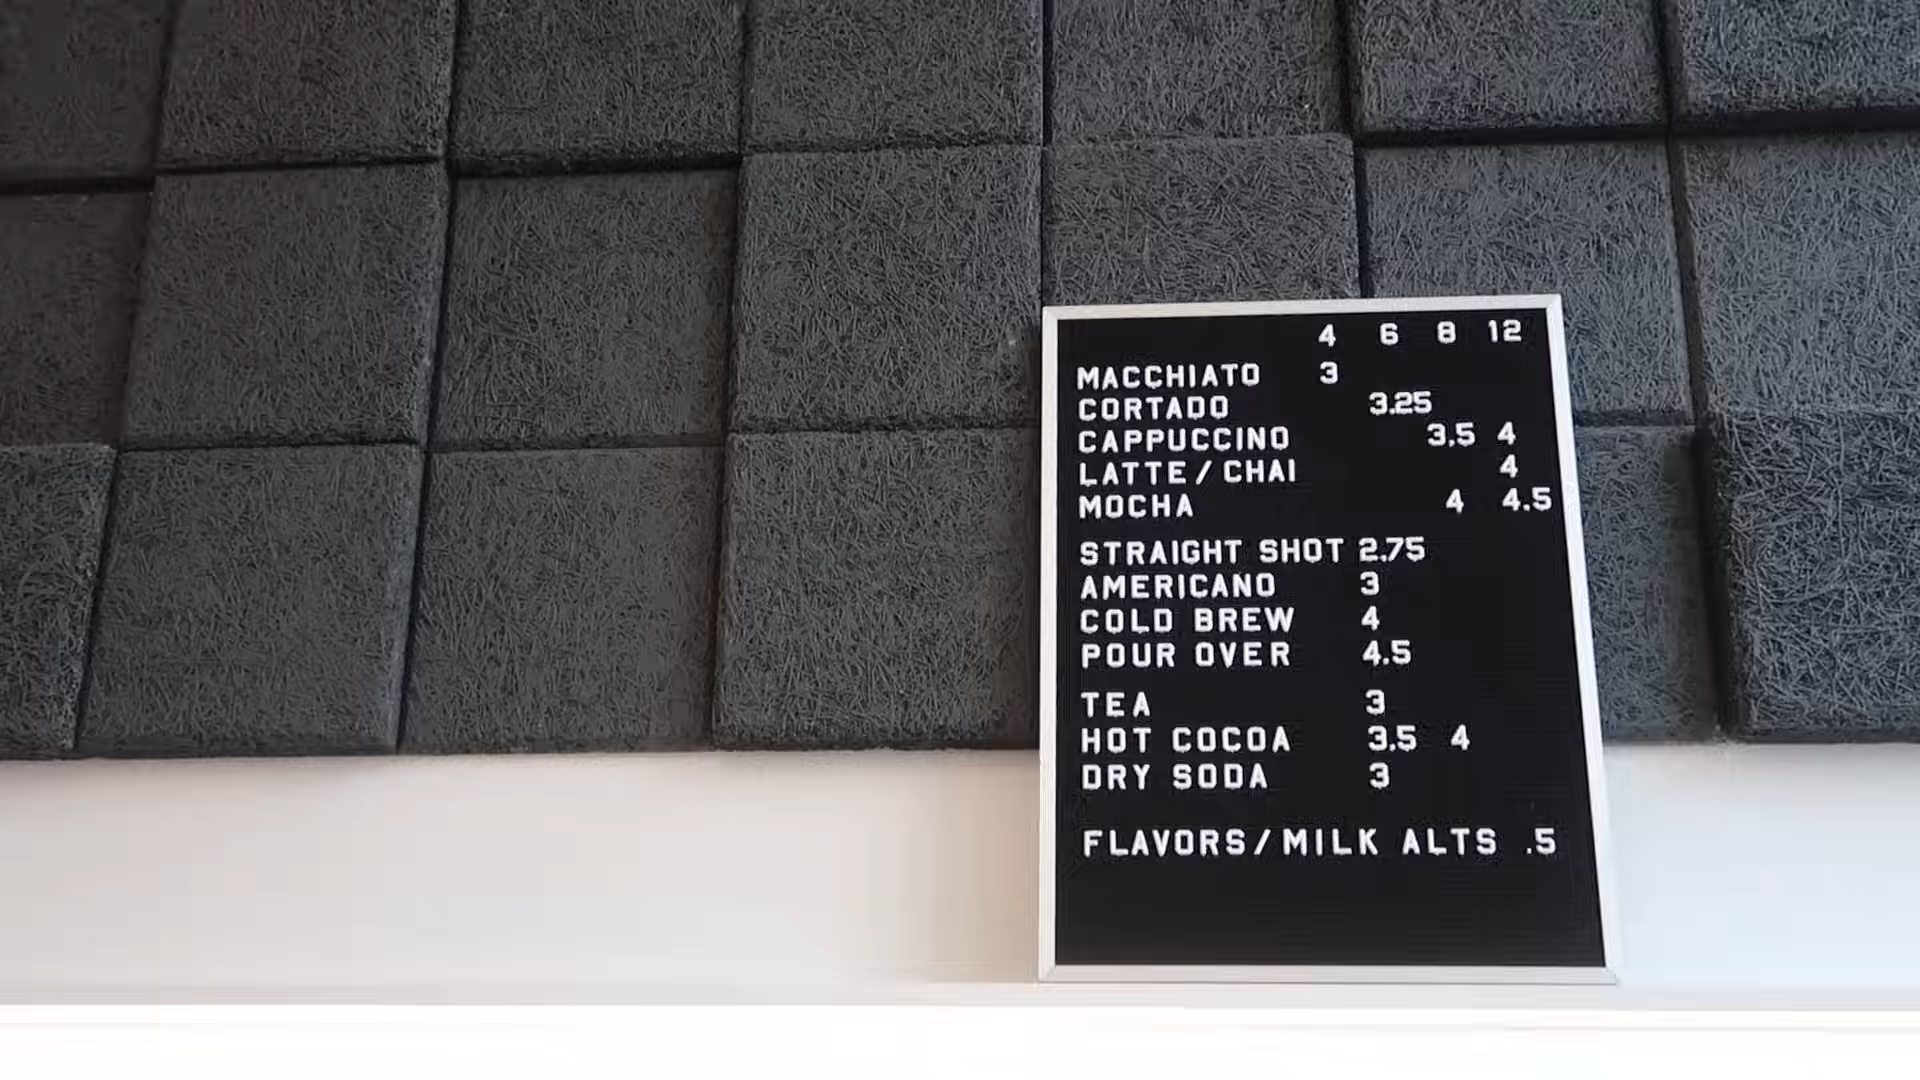 4 6 8 12
MACCHIATO 3
CORTADO 3.25
CAPPUCCINO 3.5 4
LATTE/CHAI 4
MOCHA 4 4.5
STRAIGHT SHOT 2.75
AMERICANO 3
COLD BREW 4
POUR OVER 4.5
TEA 3
HOT COCOA 3.5 4
DRY SODA 3
FLAVORS/MILK ALTS .5